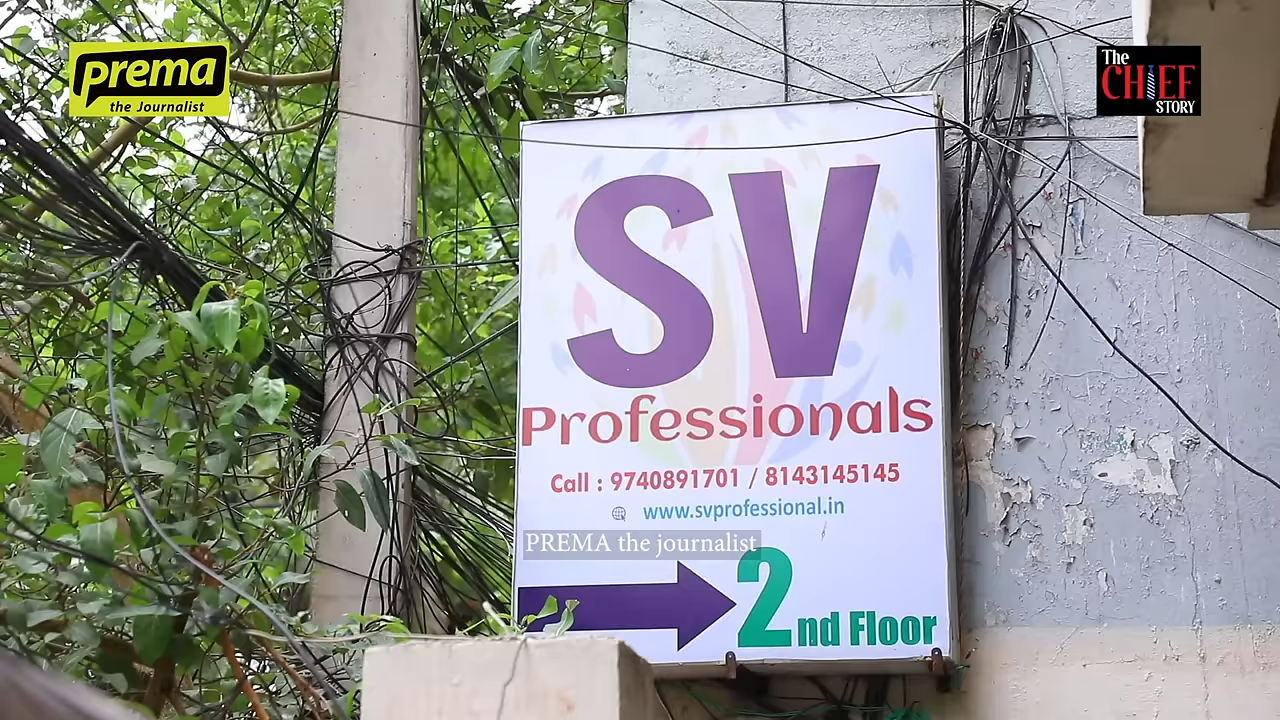 prema
the Journalist
The
CHIEF
STORY
SV
Professionals
Call : 9740891701 / 8143145145
www.svprofessional.in
PREMA the journalist
2nd Floor